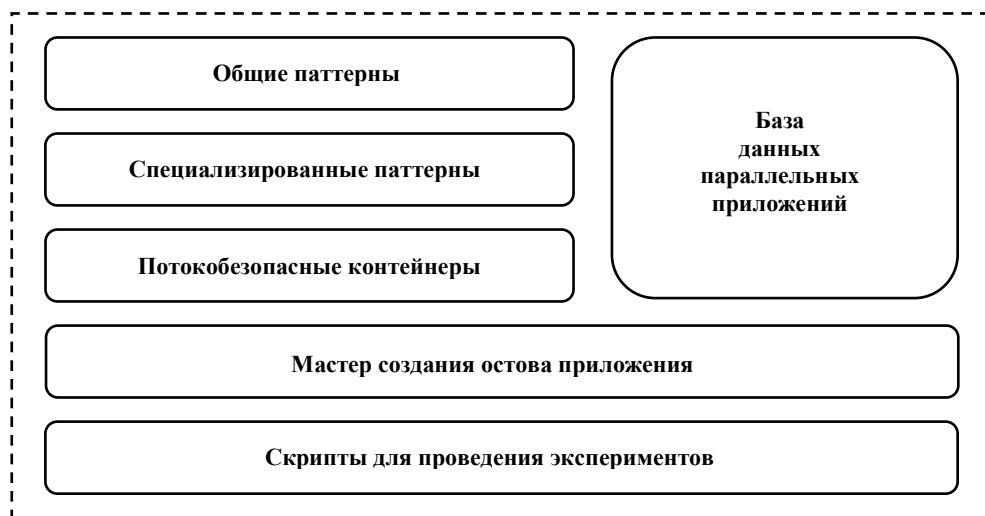 Общие паттерны
Специализированные паттерны
Потокобезопасные контейнеры
База
данных
параллельных
приложений
Мастер создания остова приложения
Скрипты для проведения экспериментов